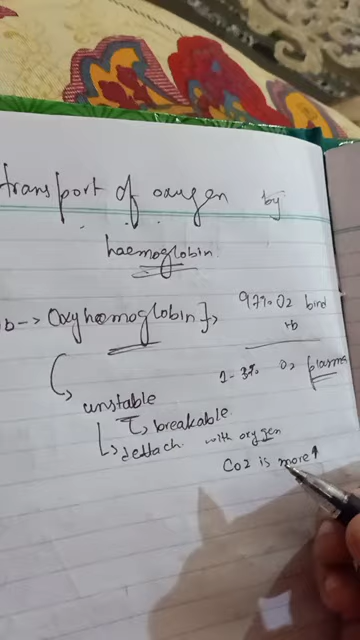 transport of oxygen by
haemoglobin
b → Oxyhaemoglobin } → 97% O2 bind
Hb
1-3% O2 plasma
unstable
↳ breakable
↳ dettach with oxygen
CO2 is more ↑